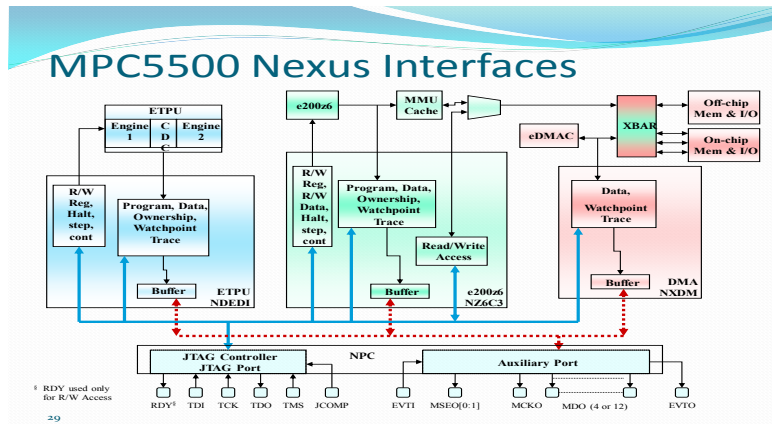 MPC5500 Nexus Interfaces
ETPU
Engine
1
C
D
C
Engine
2
e200z6
MMU
Cache
XBAR
Off-chip
Mem & I/O
eDMAC
On-chip
Mem & I/O
R/W
Reg,
Halt,
step,
cont
Program, Data,
Ownership,
Watchpoint
Trace
Buffer
ETPU
NDEDI
R/W
Reg,
R/W
Data,
Halt,
step,
cont
Program, Data,
Ownership,
Watchpoint
Trace
Read/Write
Access
Buffer
e200z6
NZ6C3
Data,
Watchpoint
Trace
Buffer
DMA
NXDM
JTAG Controller
JTAG Port
NPC
Auxiliary Port
§ RDY used only
for R/W Access
RDY§
TDI
TCK
TDO
TMS
JCOMP
EVTI
MSEO[0:1]
MCKO
MDO (4 or 12)
EVTO
29